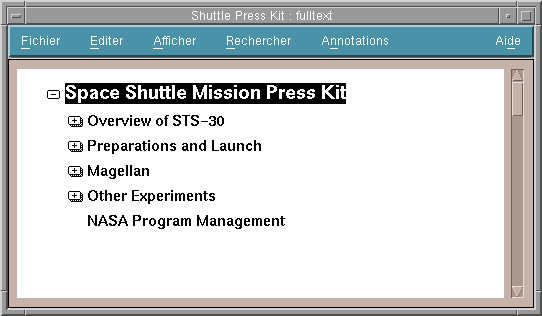 Shuttle Press Kit : fulltext
Fichier Editer Afficher Rechercher Annotations Aide
Space Shuttle Mission Press Kit
Overview of STS-30
Preparations and Launch
Magellan
Other Experiments
NASA Program Management